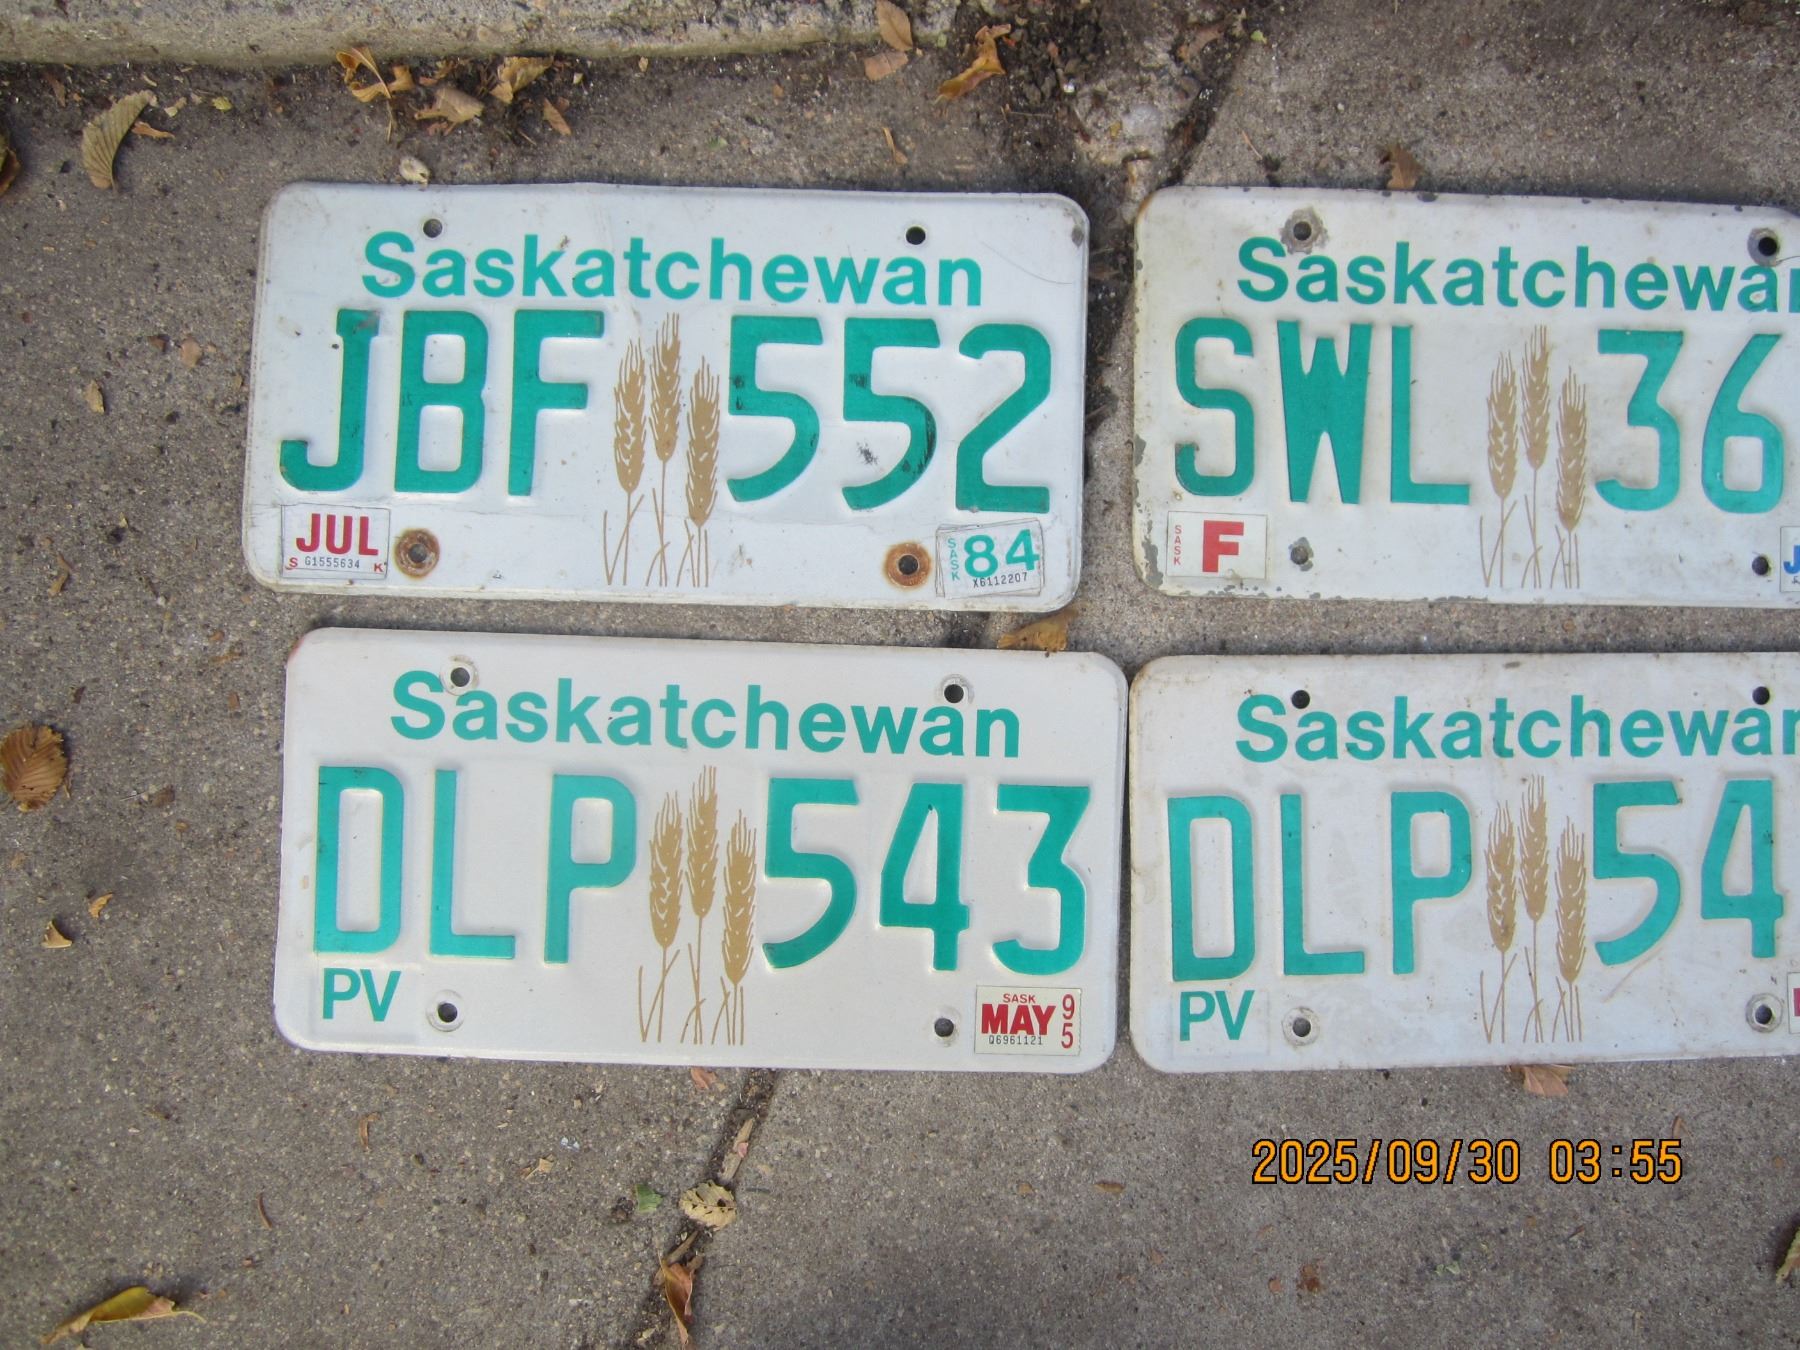 Saskatchewan
JBF 552
JUL
S G1555634 K
SASK 84
X6112207
Saskatchewan
SWL 36
SASK F
Saskatchewan
DLP 543
PV
SASK
MAY 95
Q6961121
Saskatchewan
DLP 54
PV
2025/09/30 03:55